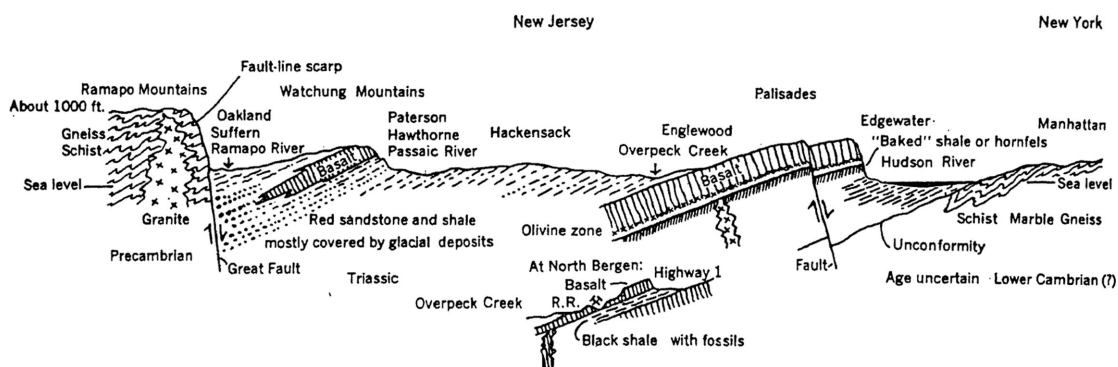 New Jersey
New York
Fault-line scarp
Ramapo Mountains
Watchung Mountains
Palisades
About 1000 ft.
Oakland
Suffern
Ramapo River
Paterson
Hawthorne
Passaic River
Hackensack
Englewood
Overpeck Creek
Edgewater
"Baked" shale or hornfels
Hudson River
Manhattan
Gneiss
Schist
Basalt
Basalt
Sea level
Sea level
Granite
Red sandstone and shale
mostly covered by glacial deposits
Olivine zone
Schist Marble Gneiss
Unconformity
Precambrian
Great Fault
Triassic
Fault
Age uncertain Lower Cambrian (?)
At North Bergen:
Basalt
Highway 1
Overpeck Creek
R.R.
Black shale with fossils